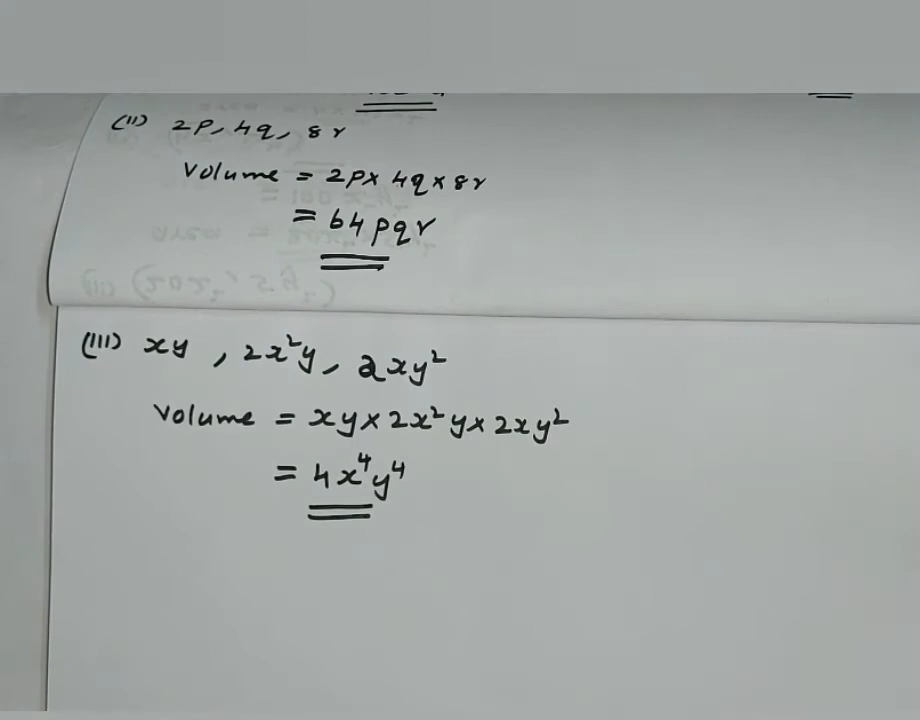 (ii) 2p, 4q, 8r
Volume = 2p × 4q × 8r
= 64pqr
(iii) xy, 2x²y, 2xy²
Volume = xy × 2x²y × 2xy²
= 4x⁴y⁴